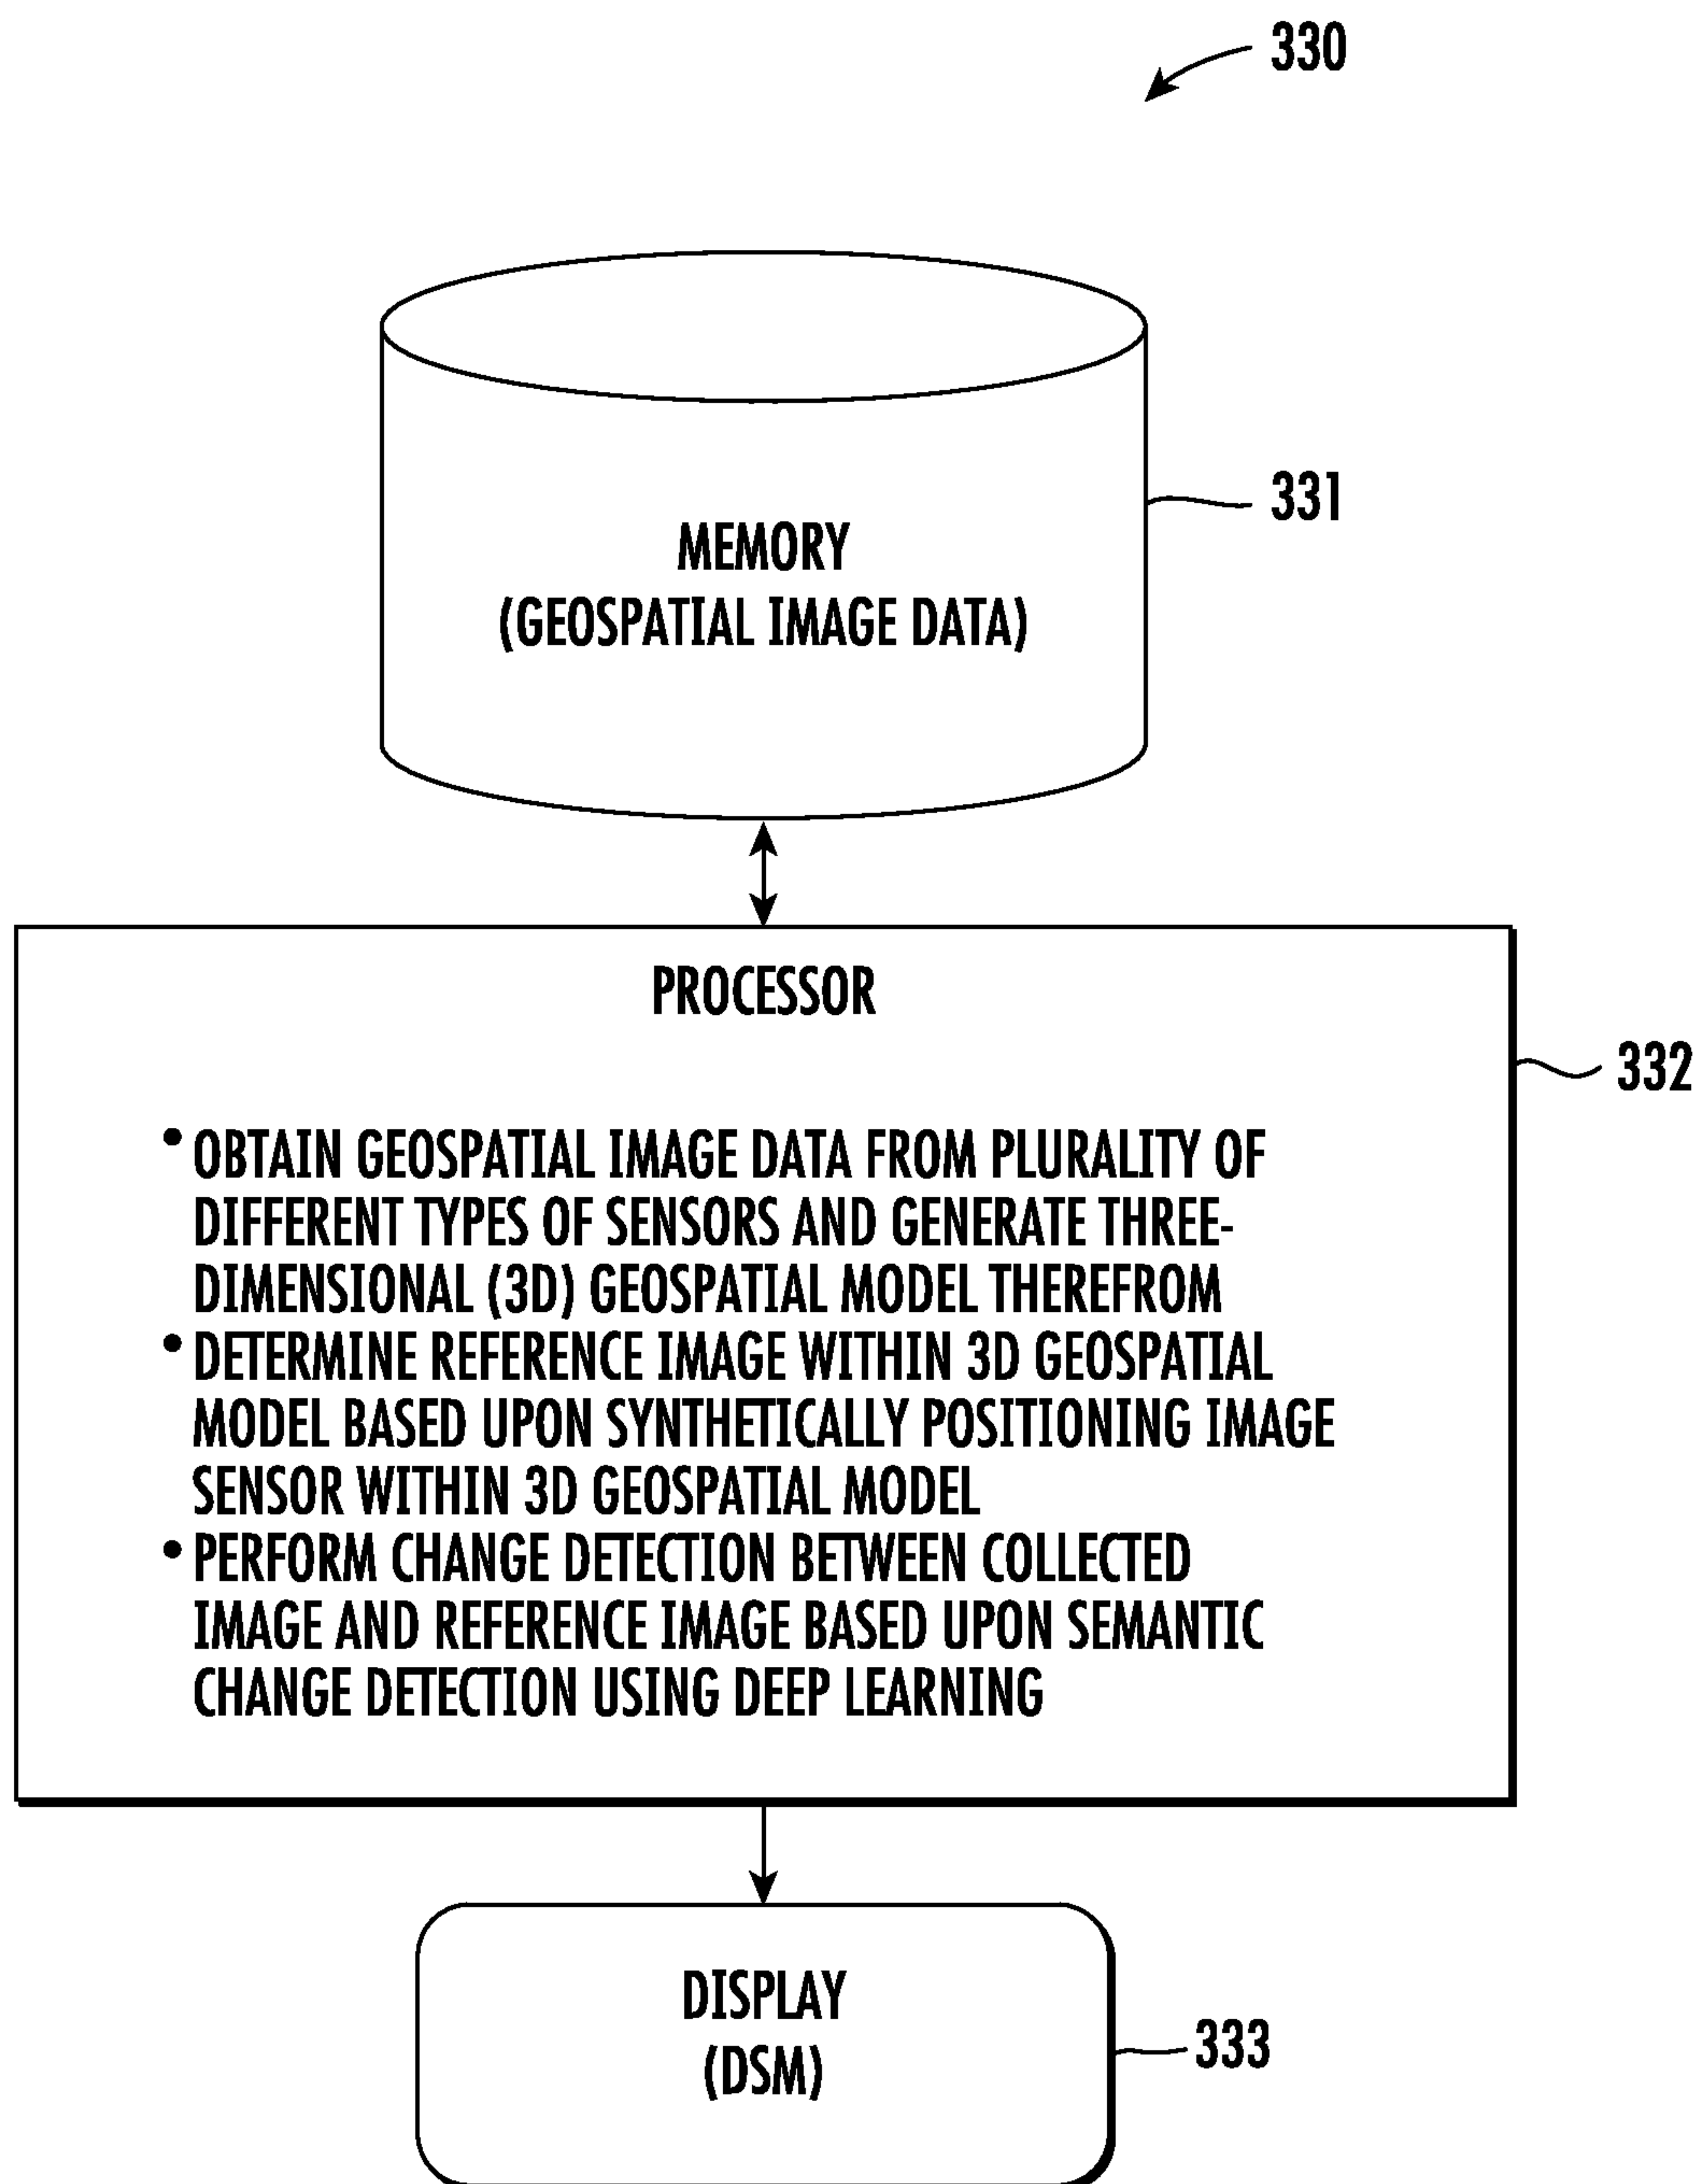 330
331
MEMORY
(GEOSPATIAL IMAGE DATA)
PROCESSOR
332
• OBTAIN GEOSPATIAL IMAGE DATA FROM PLURALITY OF
DIFFERENT TYPES OF SENSORS AND GENERATE THREE-
DIMENSIONAL (3D) GEOSPATIAL MODEL THEREFROM
• DETERMINE REFERENCE IMAGE WITHIN 3D GEOSPATIAL
MODEL BASED UPON SYNTHETICALLY POSITIONING IMAGE
SENSOR WITHIN 3D GEOSPATIAL MODEL
• PERFORM CHANGE DETECTION BETWEEN COLLECTED
IMAGE AND REFERENCE IMAGE BASED UPON SEMANTIC
CHANGE DETECTION USING DEEP LEARNING
DISPLAY
(DSM)
333